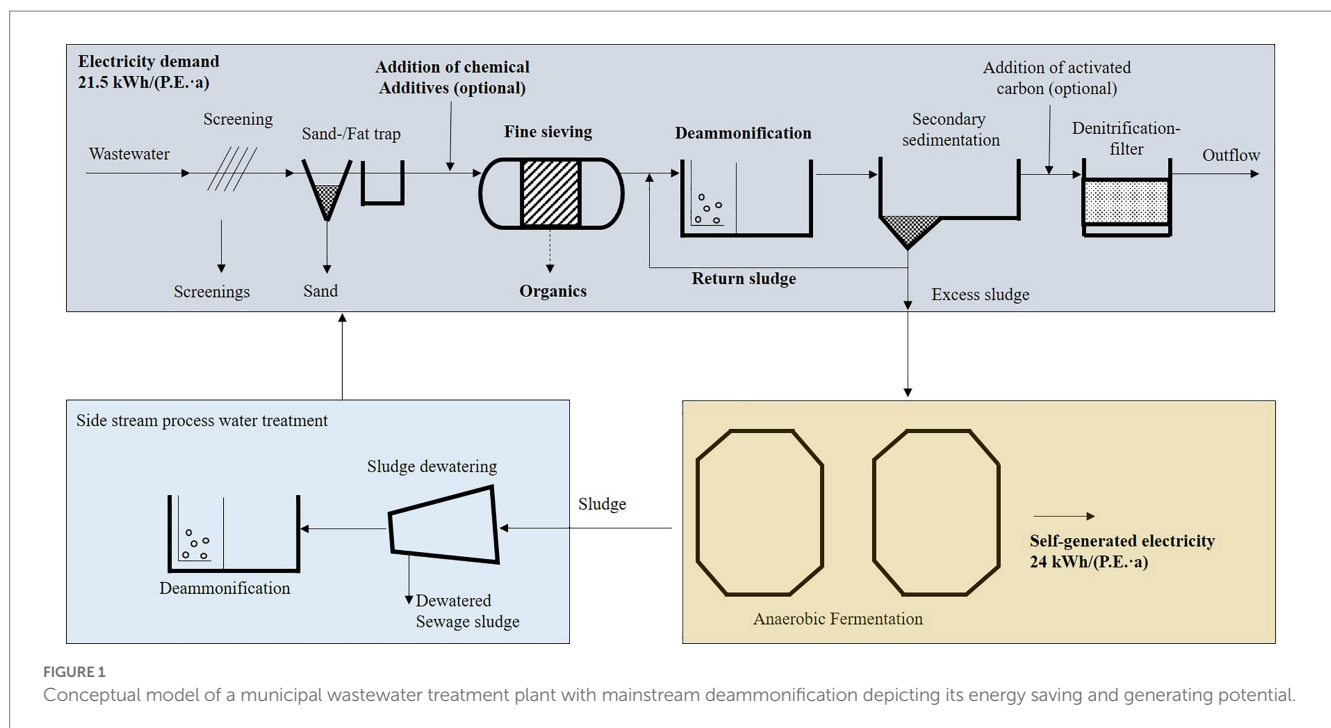 Electricity demand
21.5 kWh/(P.E.·a)
Addition of chemical
Additives (optional)
Addition of activated
carbon (optional)
Screening
Sand-/Fat trap
Fine sieving
Deammonification
Secondary
sedimentation
Denitrification-
filter
Wastewater
Outflow
Screenings
Sand
Organics
Return sludge
Excess sludge
Side stream process water treatment
Sludge dewatering
Sludge
Deammonification
Dewatered
Sewage sludge
Self-generated electricity
24 kWh/(P.E.·a)
Anaerobic Fermentation
FIGURE 1
Conceptual model of a municipal wastewater treatment plant with mainstream deammonification depicting its energy saving and generating potential.